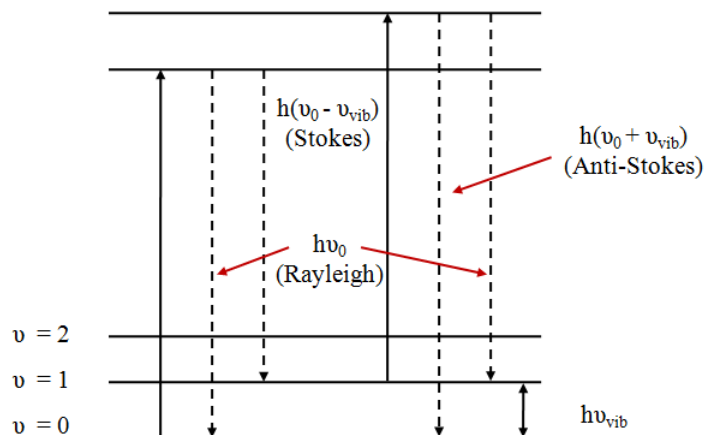 h(υ₀ - υᵥᵢb)
(Stokes)
h(υ₀ + υᵥᵢb)
(Anti-Stokes)
hυ₀
(Rayleigh)
υ = 2
υ = 1
υ = 0
hυᵥᵢb